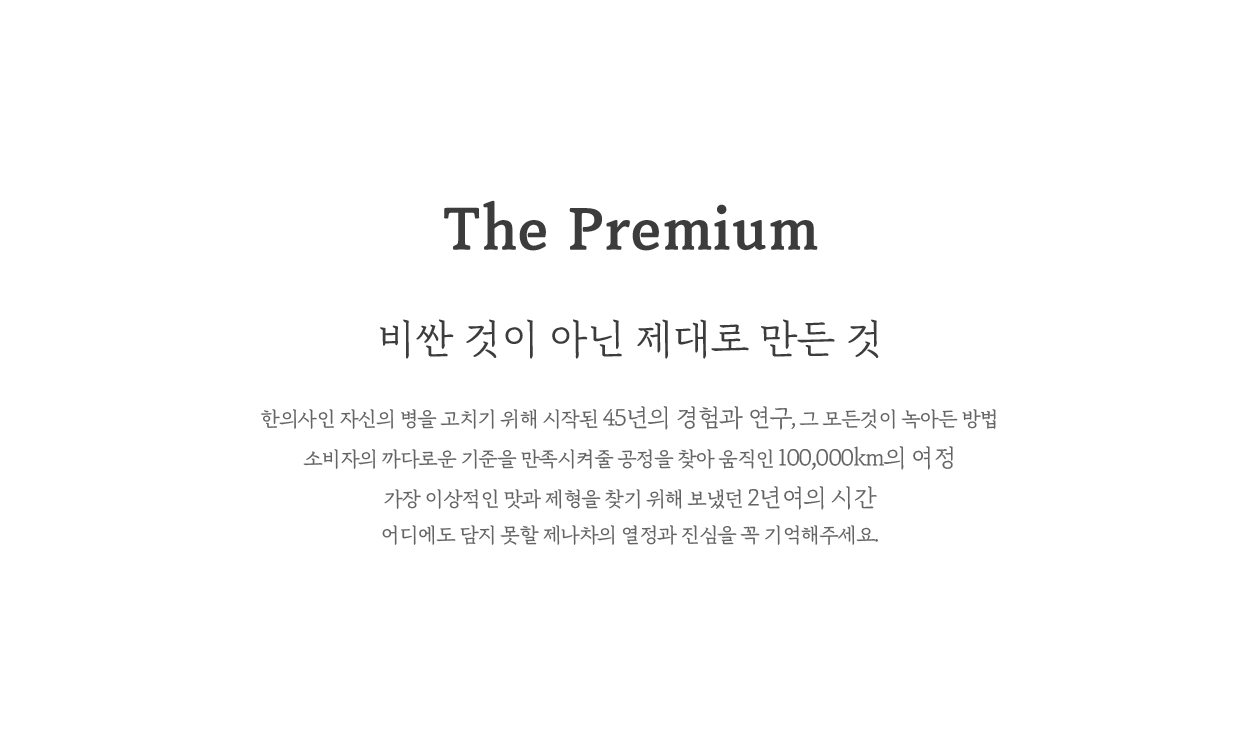 The Premium
비싼 것이 아닌 제대로 만든 것
한의사인 자신의 병을 고치기 위해 시작된 45년의 경험과 연구, 그 모든것이 녹아든 방법
소비자의 까다로운 기준을 만족시켜줄 공정을 찾아 움직인 100,000km의 여정
가장 이상적인 맛과 제형을 찾기 위해 보냈던 2년여의 시간
어디에도 담지 못할 제나차의 열정과 진심을 꼭 기억해주세요.